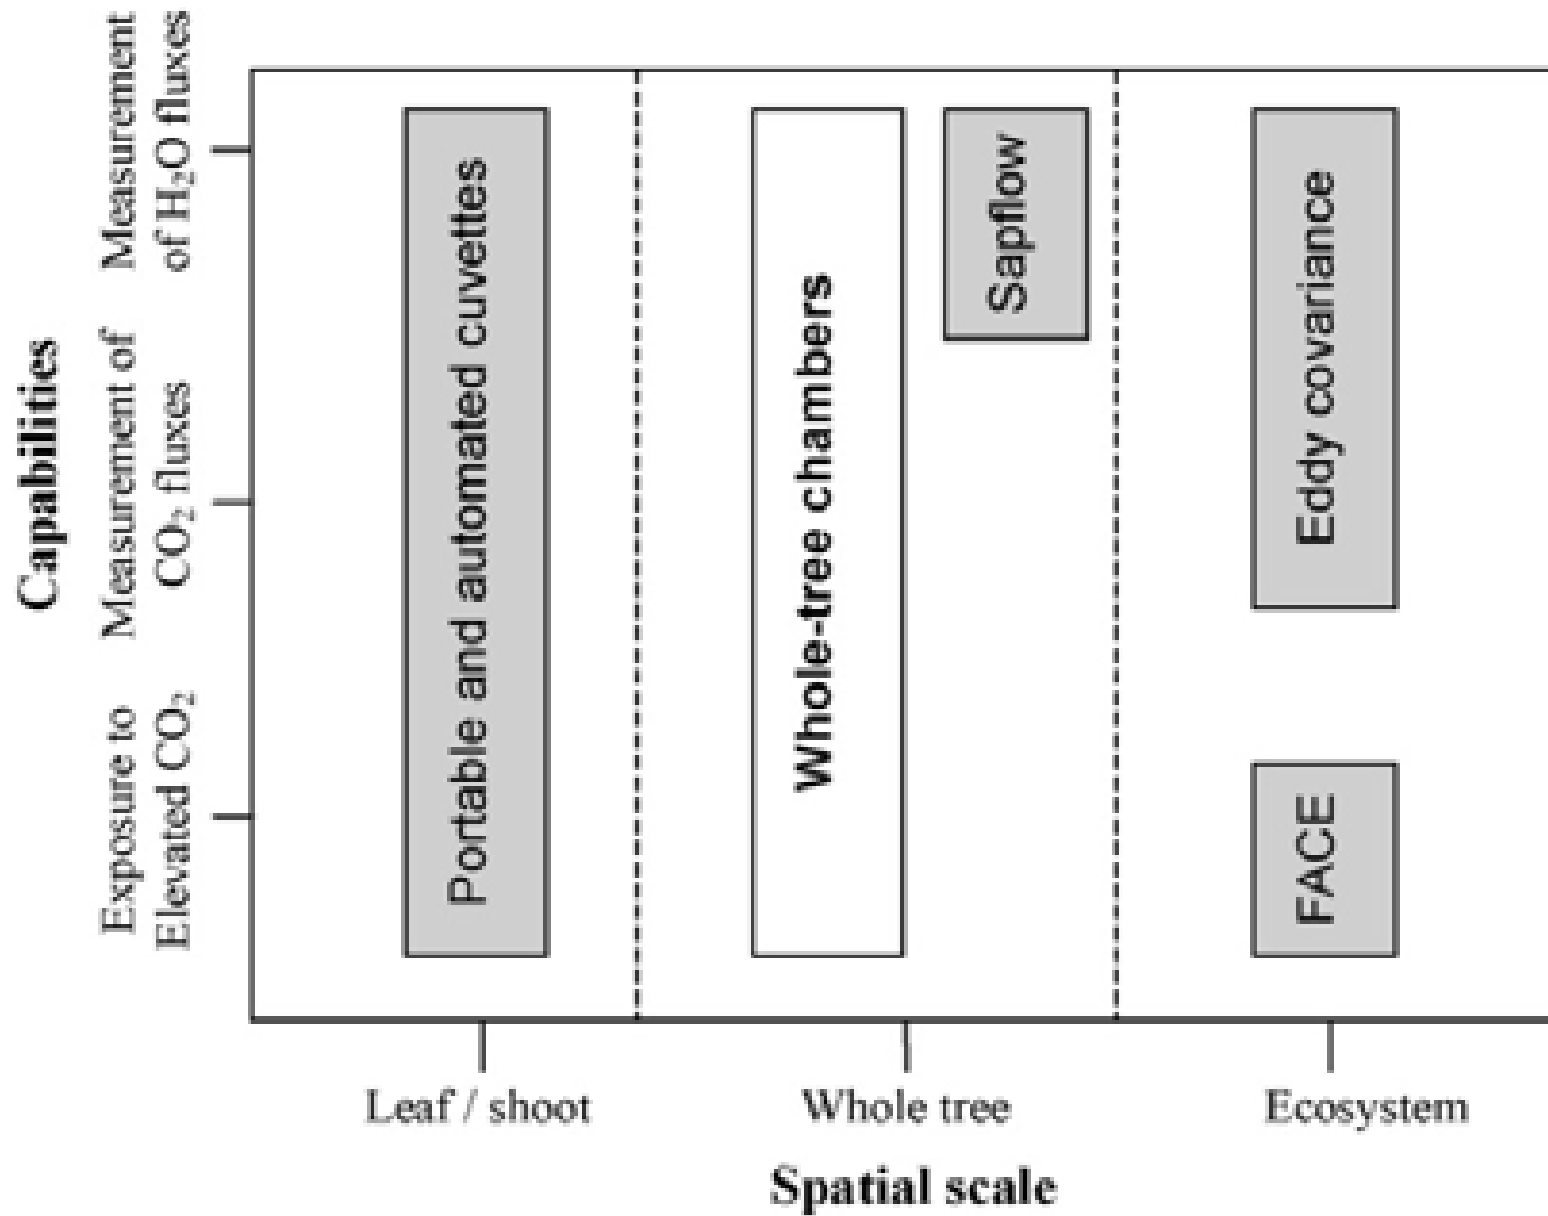 Capabilities
Measurement
of H₂O fluxes
Measurement of
CO₂ fluxes
Exposure to
Elevated CO₂
Portable and automated cuvettes
Whole-tree chambers
Sapflow
Eddy covariance
FACE
Leaf / shoot
Whole tree
Ecosystem
Spatial scale